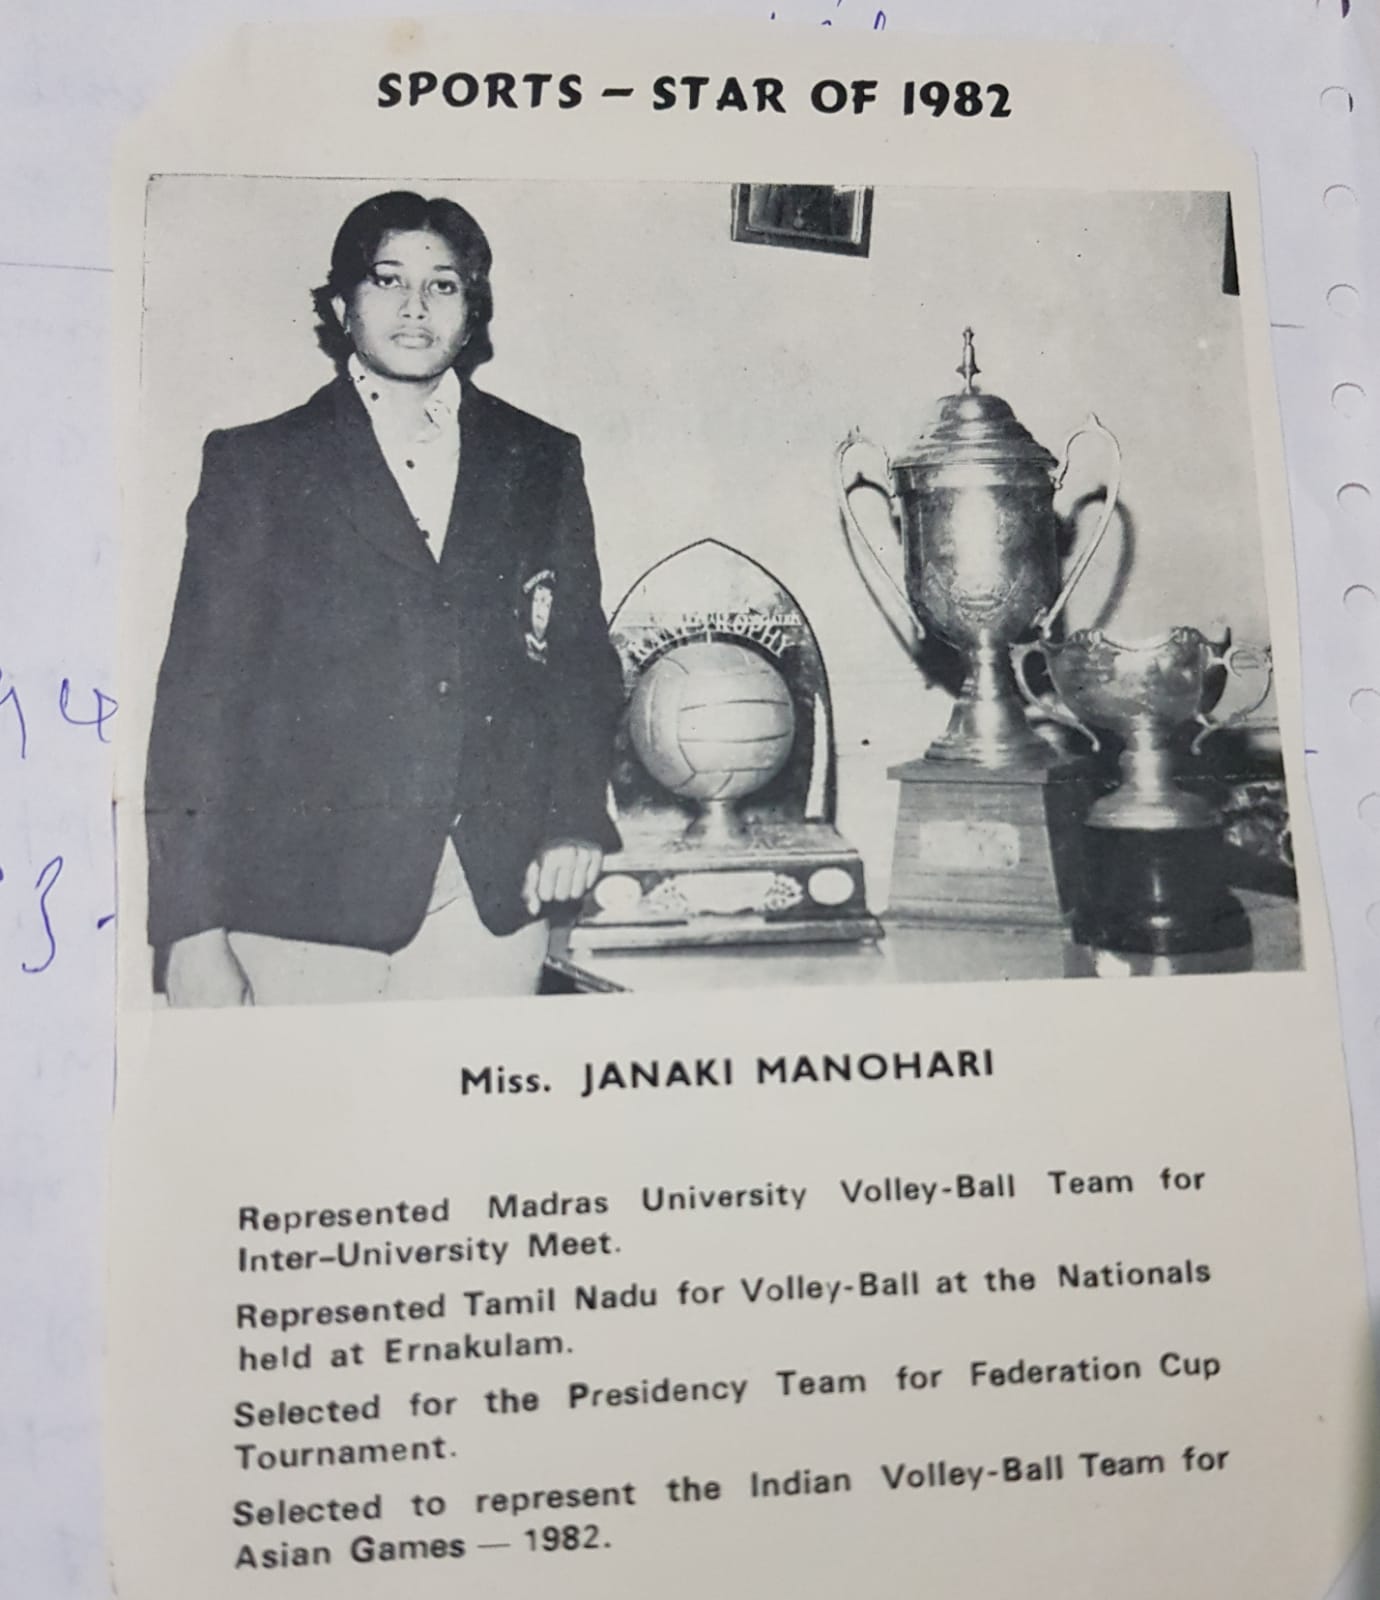 SPORTS – STAR OF 1982
TROPHY
Miss. JANAKI MANOHARI
Represented Madras University Volley-Ball Team for
Inter-University Meet.
Represented Tamil Nadu for Volley-Ball at the Nationals
held at Ernakulam.
Selected for the Presidency Team for Federation Cup
Tournament.
Selected to represent the Indian Volley-Ball Team for
Asian Games — 1982.